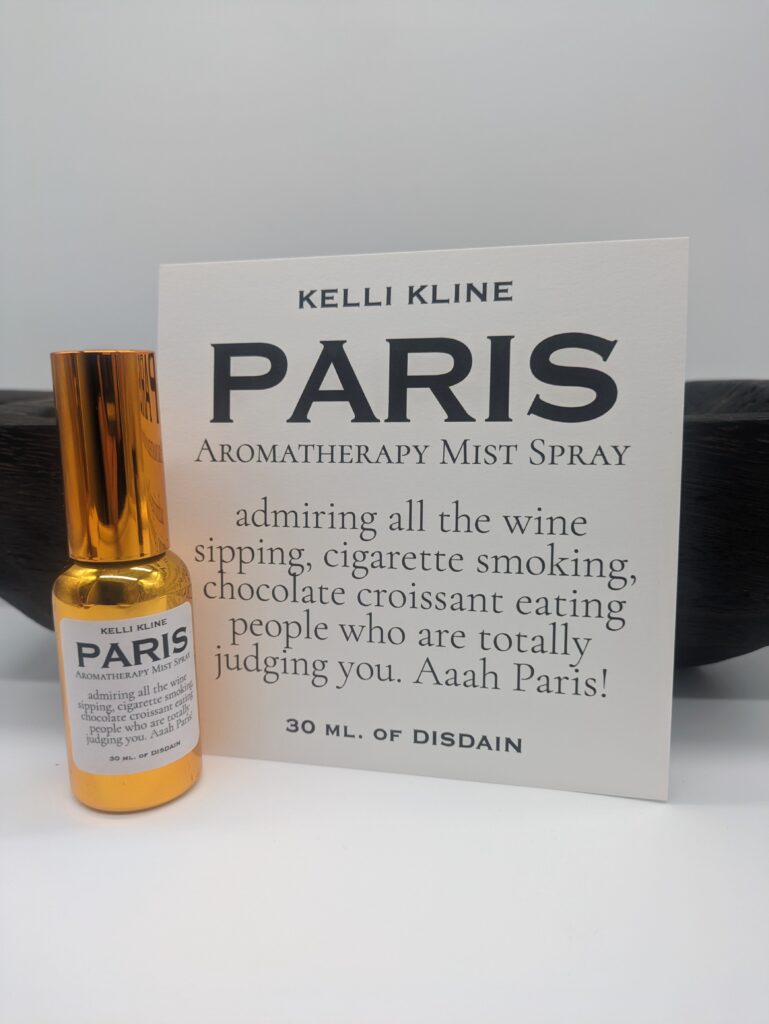 KELLI KLINE
PARIS
AROMATHERAPY MIST SPRAY
admiring all the wine
sipping, cigarette smoking,
chocolate croissant eating
people who are totally
judging you. Aaah Paris!
30 ML. OF DISDAIN
KELLI KLINE
PARIS
AROMATHERAPY MIST SPRAY
admiring all the wine
sipping, cigarette smoking,
chocolate croissant eating
people who are totally
judging you. Aaah Paris!
30 ML. OF DISDAIN